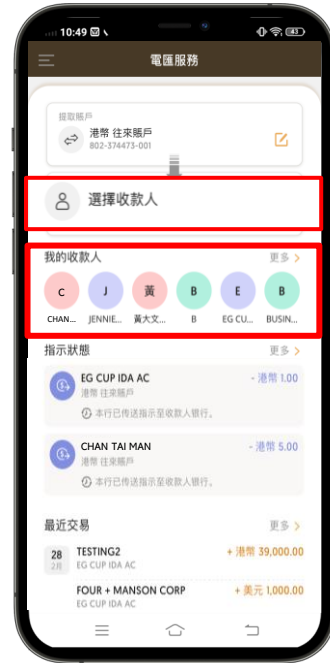 10:49
43
電匯服務
提取賬戶
港幣 往來賬戶
802-374473-001
選擇收款人
我的收款人 更多 >
C J 黃 B E B
CHAN... JENNIE... 黃大文... B EG CU... BUSIN...
指示狀態 更多 >
EG CUP IDA AC - 港幣 1.00
港幣 往來賬戶
本行已传送指示至收款人银行。
CHAN TAI MAN - 港幣 5.00
港幣 往來賬戶
本行已传送指示至收款人银行。
最近交易 更多 >
28 TESTING2 + 港幣 39,000.00
2月 EG CUP IDA AC
FOUR + MANSON CORP + 美元 1,000.00
EG CUP IDA AC